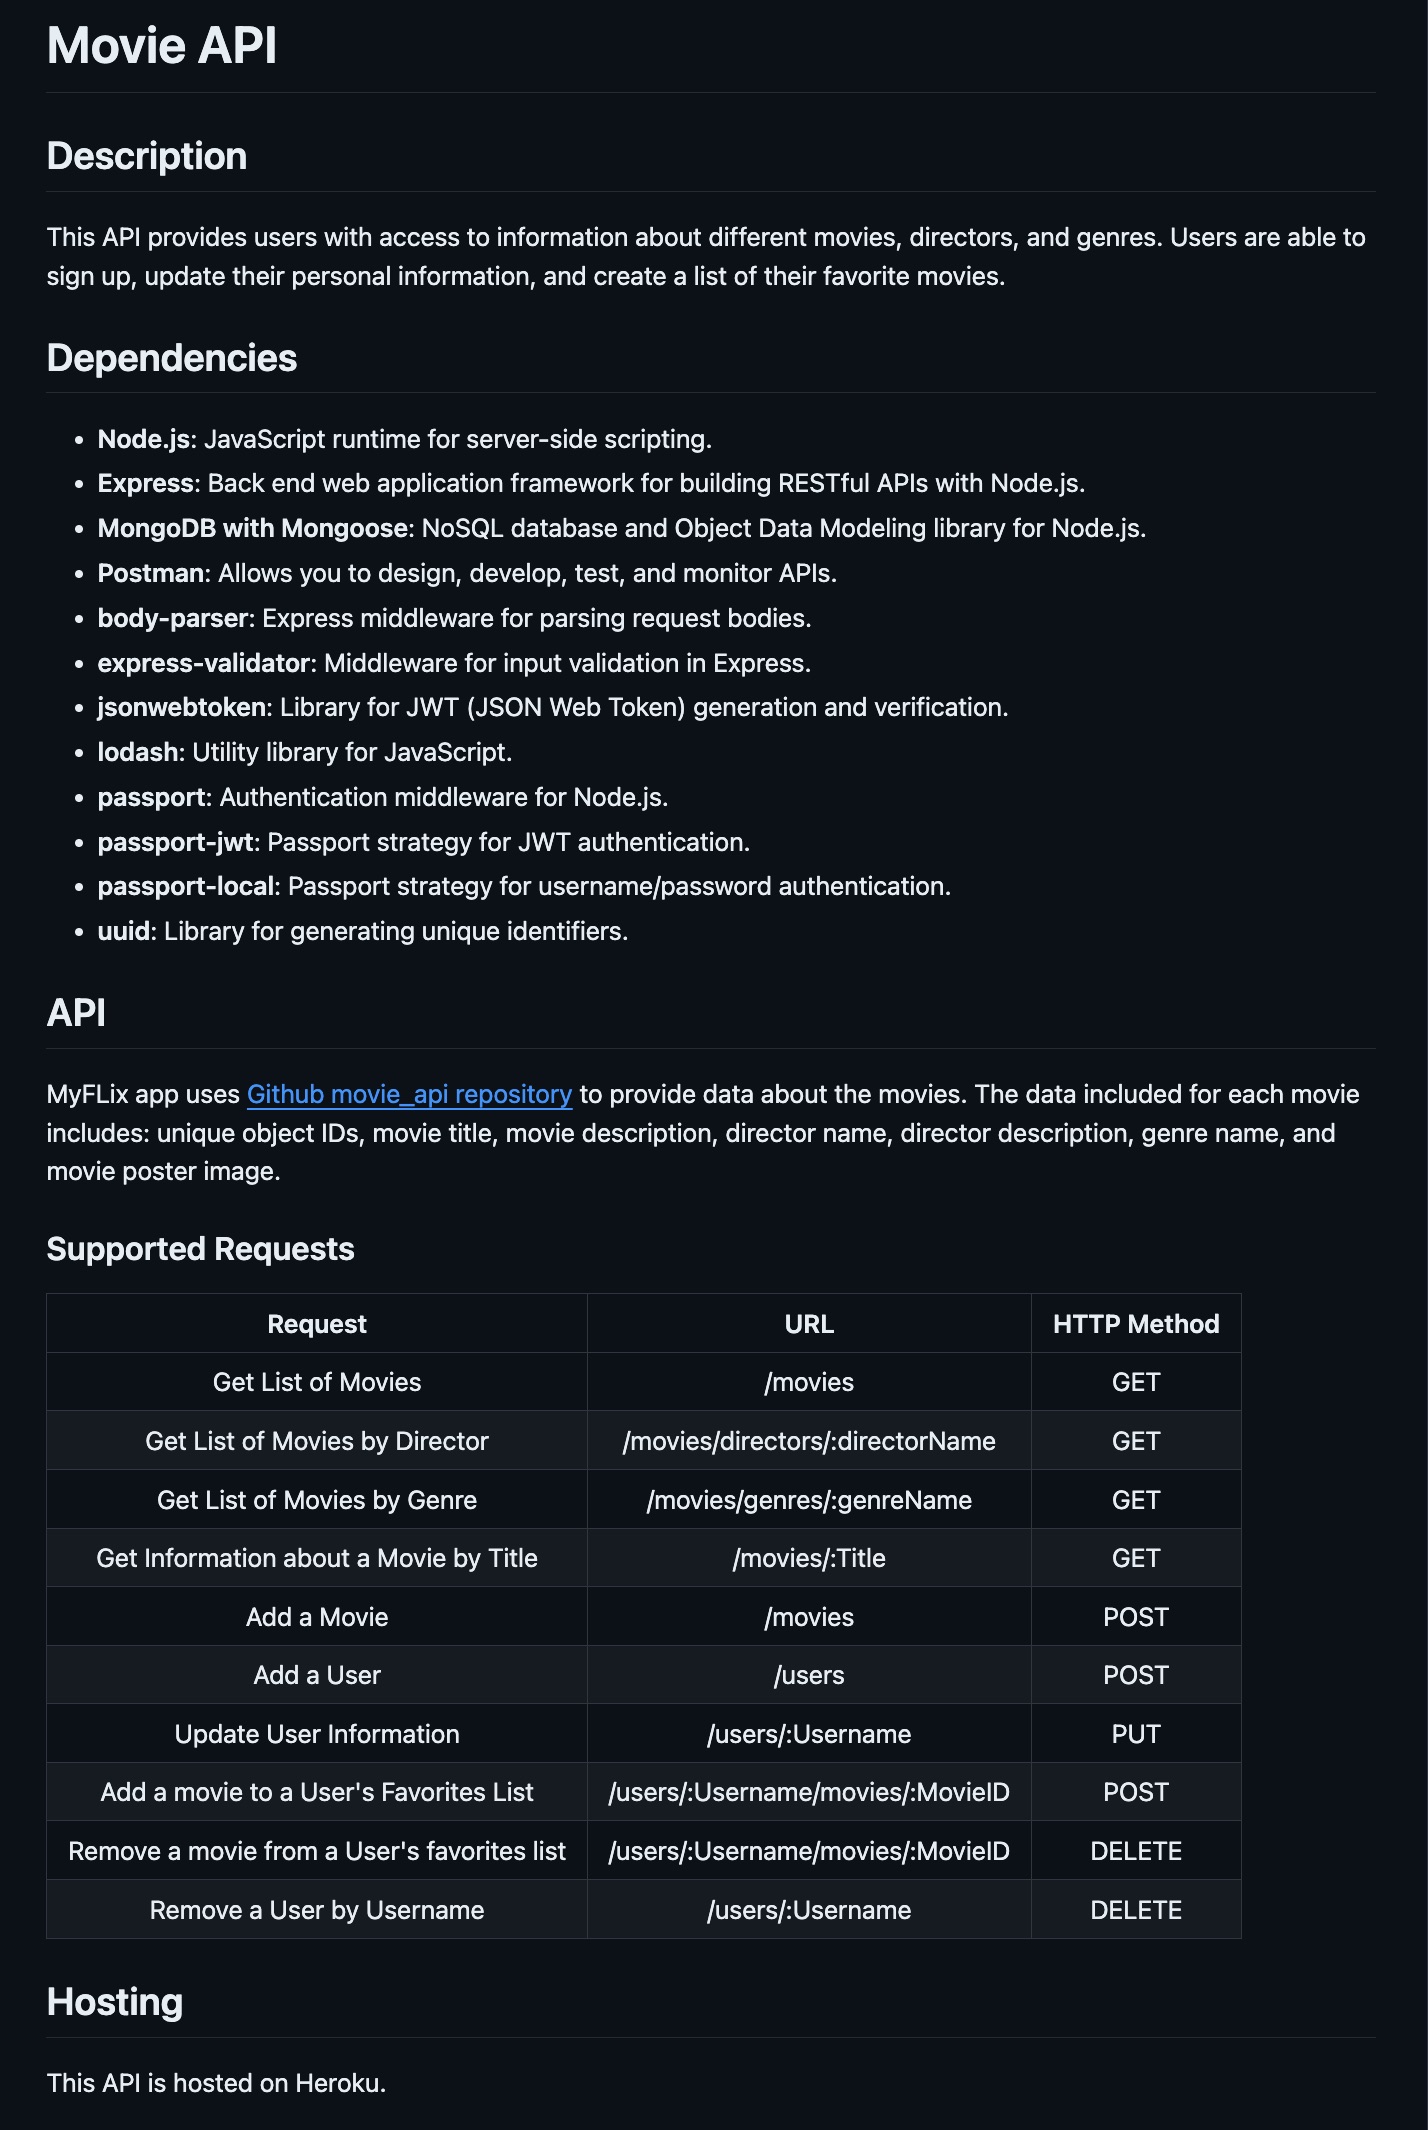 Movie API
Description
This API provides users with access to information about different movies, directors, and genres. Users are able to
sign up, update their personal information, and create a list of their favorite movies.
Dependencies
• Node.js: JavaScript runtime for server-side scripting.
• Express: Back end web application framework for building RESTful APIs with Node.js.
• MongoDB with Mongoose: NoSQL database and Object Data Modeling library for Node.js.
• Postman: Allows you to design, develop, test, and monitor APIs.
• body-parser: Express middleware for parsing request bodies.
• express-validator: Middleware for input validation in Express.
• jsonwebtoken: Library for JWT (JSON Web Token) generation and verification.
• lodash: Utility library for JavaScript.
• passport: Authentication middleware for Node.js.
• passport-jwt: Passport strategy for JWT authentication.
• passport-local: Passport strategy for username/password authentication.
• uuid: Library for generating unique identifiers.
API
MyFLix app uses Github movie_api repository to provide data about the movies. The data included for each movie
includes: unique object IDs, movie title, movie description, director name, director description, genre name, and
movie poster image.
Supported Requests
Request URL HTTP Method
Get List of Movies /movies GET
Get List of Movies by Director /movies/directors/:directorName GET
Get List of Movies by Genre /movies/genres/:genreName GET
Get Information about a Movie by Title /movies/:Title GET
Add a Movie /movies POST
Add a User /users POST
Update User Information /users/:Username PUT
Add a movie to a User's Favorites List /users/:Username/movies/:MovieID POST
Remove a movie from a User's favorites list /users/:Username/movies/:MovieID DELETE
Remove a User by Username /users/:Username DELETE
Hosting
This API is hosted on Heroku.